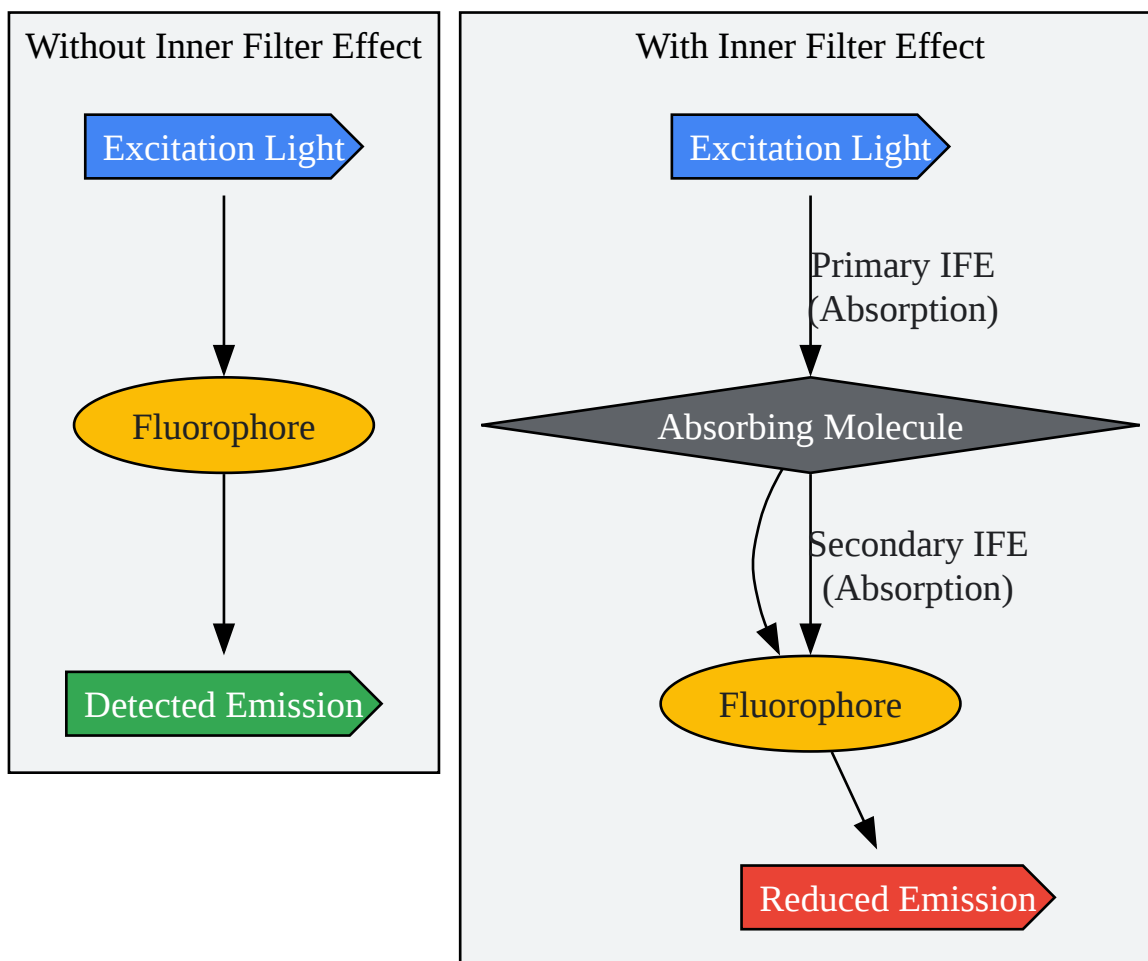 Without Inner Filter Effect
Excitation Light
Fluorophore
Detected Emission
With Inner Filter Effect
Excitation Light
Primary IFE
(Absorption)
Absorbing Molecule
Secondary IFE
(Absorption)
Fluorophore
Reduced Emission